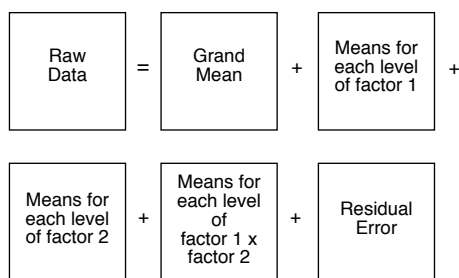 Raw
Data
=
Grand
Mean
+
Means for
each level
of factor 1
+
Means for
each level
of factor 2
+
Means for
each level
of
factor 1 x
factor 2
+
Residual
Error